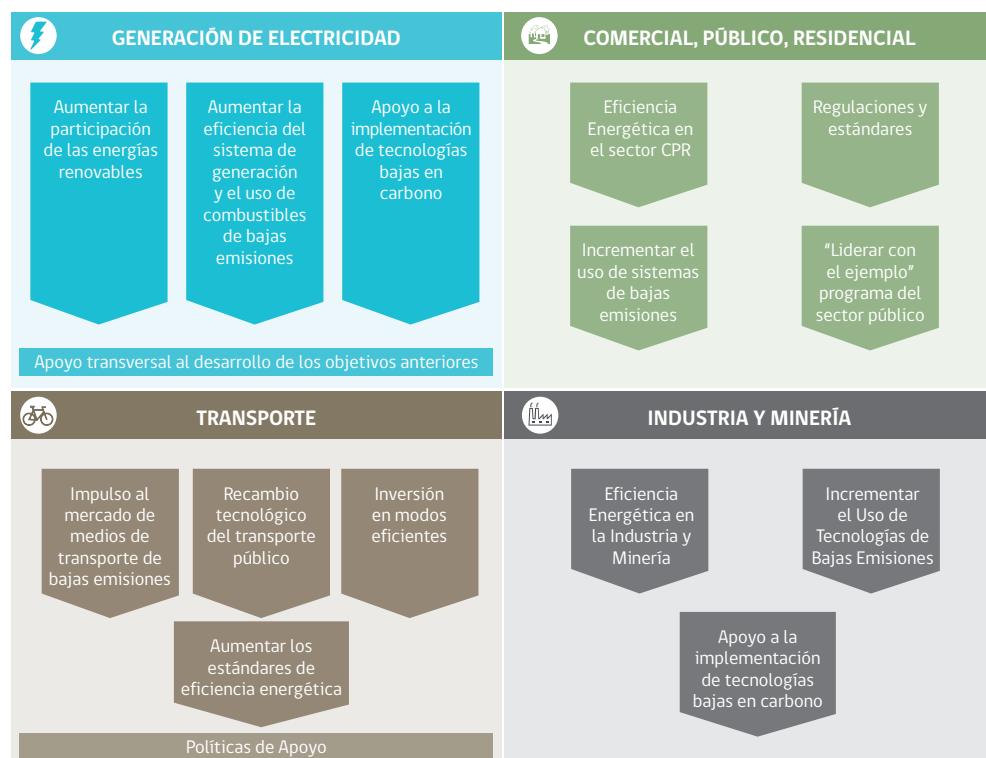 GENERACIÓN DE ELECTRICIDAD
Aumentar la
participación
de las energías
renovables
Aumentar la
eficiencia del
sistema de
generación
y el uso de
combustibles
de bajas
emisiones
Apoyo a la
implementación
de tecnologías
bajas en
carbono
Apoyo transversal al desarrollo de los objetivos anteriores
COMERCIAL, PÚBLICO, RESIDENCIAL
Eficiencia
Energética en
el sector CPR
Regulaciones y
estándares
Incrementar el
uso de sistemas
de bajas
emisiones
“Liderar con
el ejemplo”
programa del
sector público
TRANSPORTE
Impulso al
mercado de
medios de
transporte de
bajas emisiones
Recambio
tecnológico
del transporte
público
Inversión
en modos
eficientes
Aumentar los
estándares de
eficiencia energética
Políticas de Apoyo
INDUSTRIA Y MINERÍA
Eficiencia
Energética en
la Industria y
Minería
Incrementar
el Uso de
Tecnologías de
Bajas Emisiones
Apoyo a la
implementación
de tecnologías
bajas en carbono